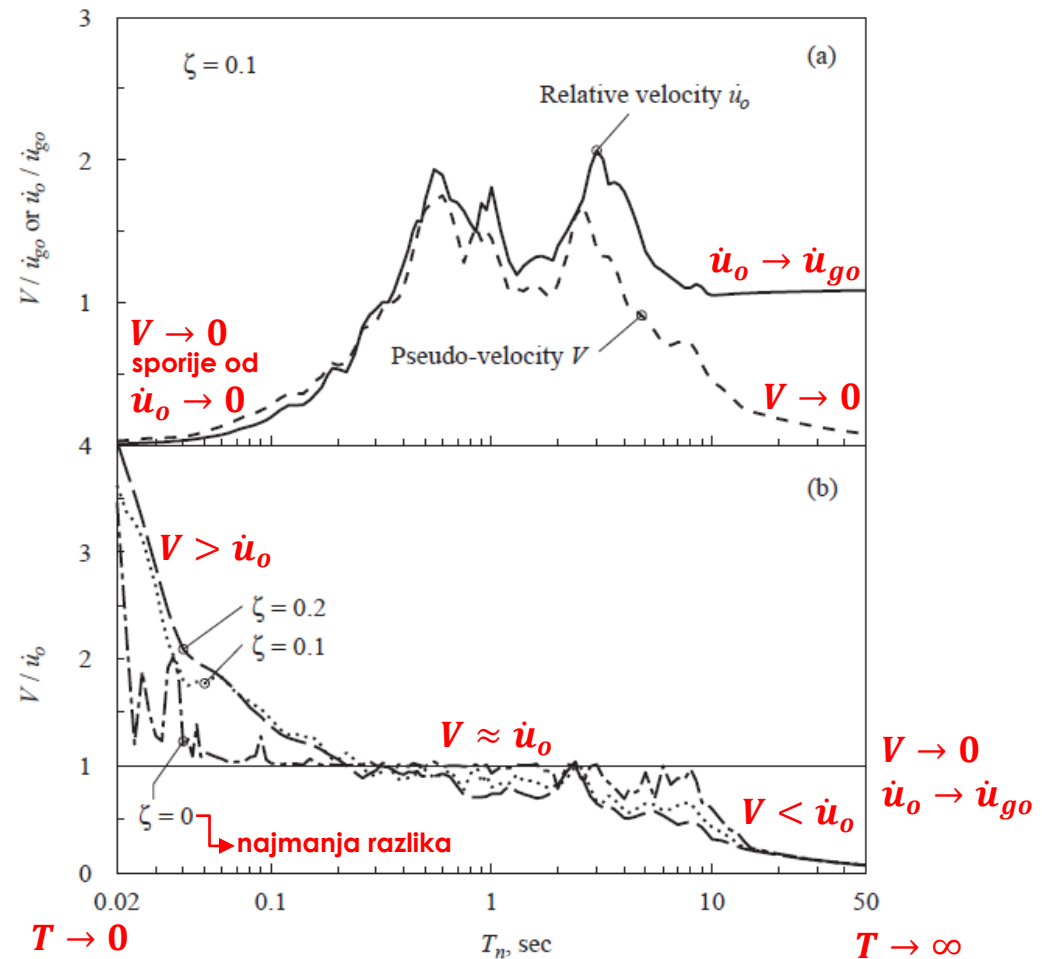 3
ζ = 0.1
(a)
Relative velocity u̇ₒ
V / u̇gₒ or u̇ₒ / u̇gₒ
2
u̇ₒ → u̇gₒ
1
V → 0
sporije od
u̇ₒ → 0
Pseudo-velocity V
V → 0
4
(b)
V > u̇ₒ
3
ζ = 0.2
ζ = 0.1
V / u̇ₒ
2
V ≈ u̇ₒ
V → 0
1
u̇ₒ → u̇gₒ
V < u̇ₒ
ζ = 0
najmanja razlika
0
0.02 0.1 1 10 50
T → 0
Tₙ, sec
T → ∞